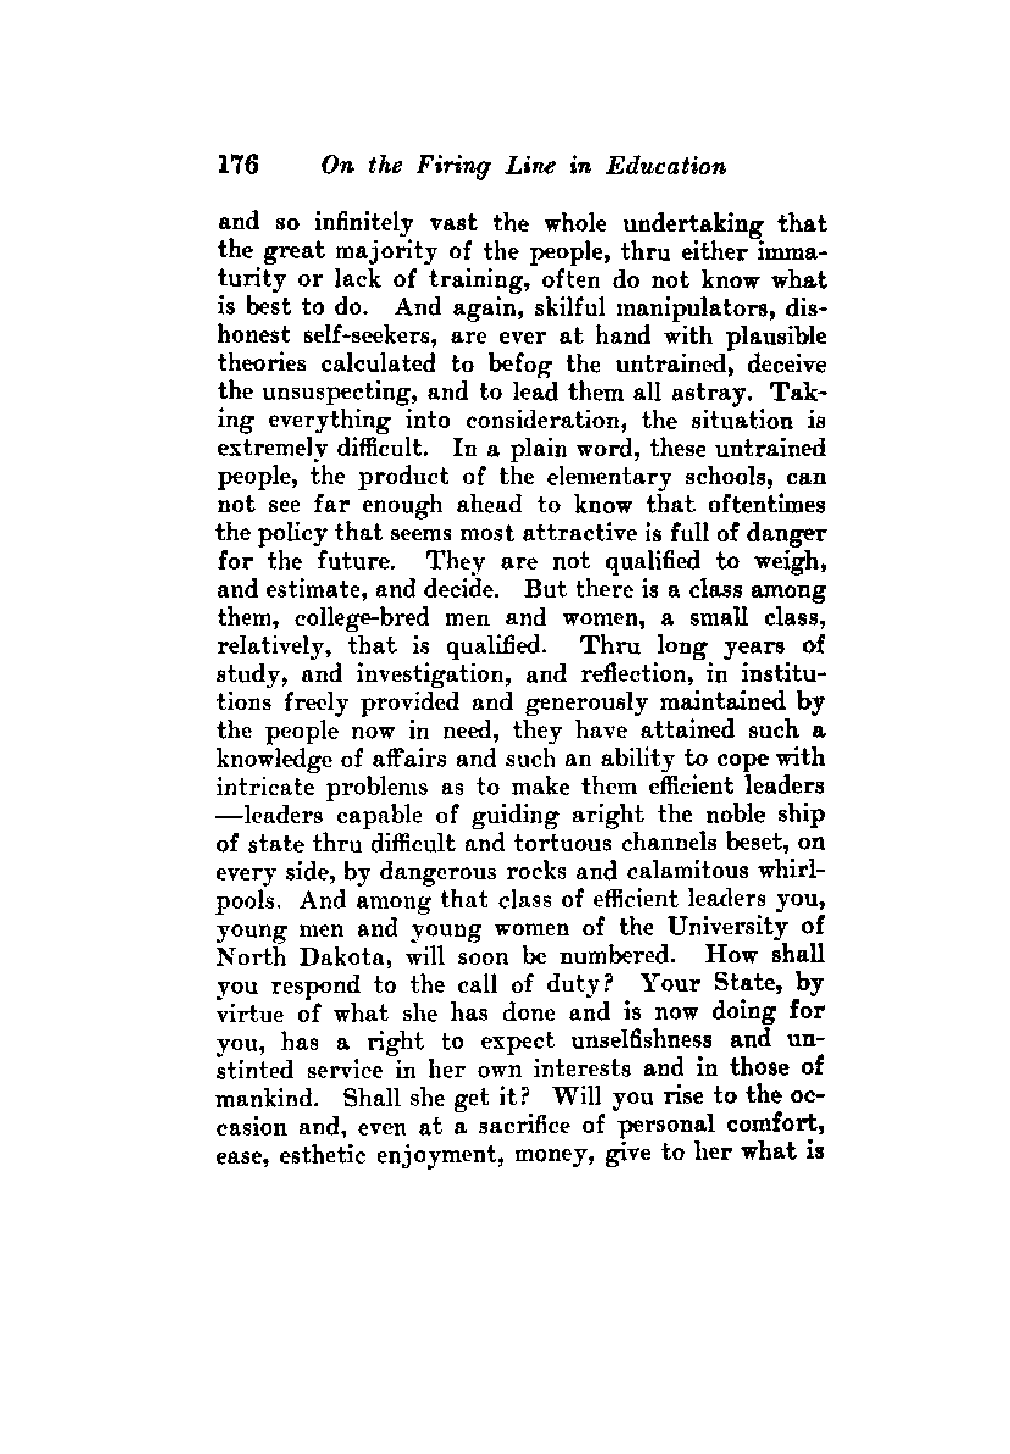 176 On the Firing Line in Education
and so infinitely vast the whole undertaking that
the great majority of the people, thru either imma-
turity or lack of training, often do not know what
is best to do. And again, skilful manipulators, dis-
honest self-seekers, are ever at hand with plausible
theories calculated to befog the untrained, deceive
the unsuspecting, and to lead them all astray. Tak-
ing everything into consideration, the situation is
extremely difficult. In a plain word, these untrained
people, the product of the elementary schools, can
not see far enough ahead to know that oftentimes
the policy that seems most attractive is full of danger
for the future. They are not qualified to weigh,
and estimate, and decide. But there is a class among
them, college-bred men and women, a small class,
relatively, that is qualified. Thru long years of
study, and investigation, and reflection, in institu-
tions freely provided and generously maintained by
the people now in need, they have attained such a
knowledge of affairs and such an ability to cope with
intricate problems as to make them efficient leaders
—leaders capable of guiding aright the noble ship
of state thru difficult and tortuous channels beset, on
every side, by dangerous rocks and calamitous whirl-
pools. And among that class of efficient leaders you,
young men and young women of the University of
North Dakota, will soon be numbered. How shall
you respond to the call of duty? Your State, by
virtue of what she has done and is now doing for
you, has a right to expect unselfishness and un-
stinted service in her own interests and in those of
mankind. Shall she get it? Will you rise to the oc-
casion and, even at a sacrifice of personal comfort,
ease, esthetic enjoyment, money, give to her what is